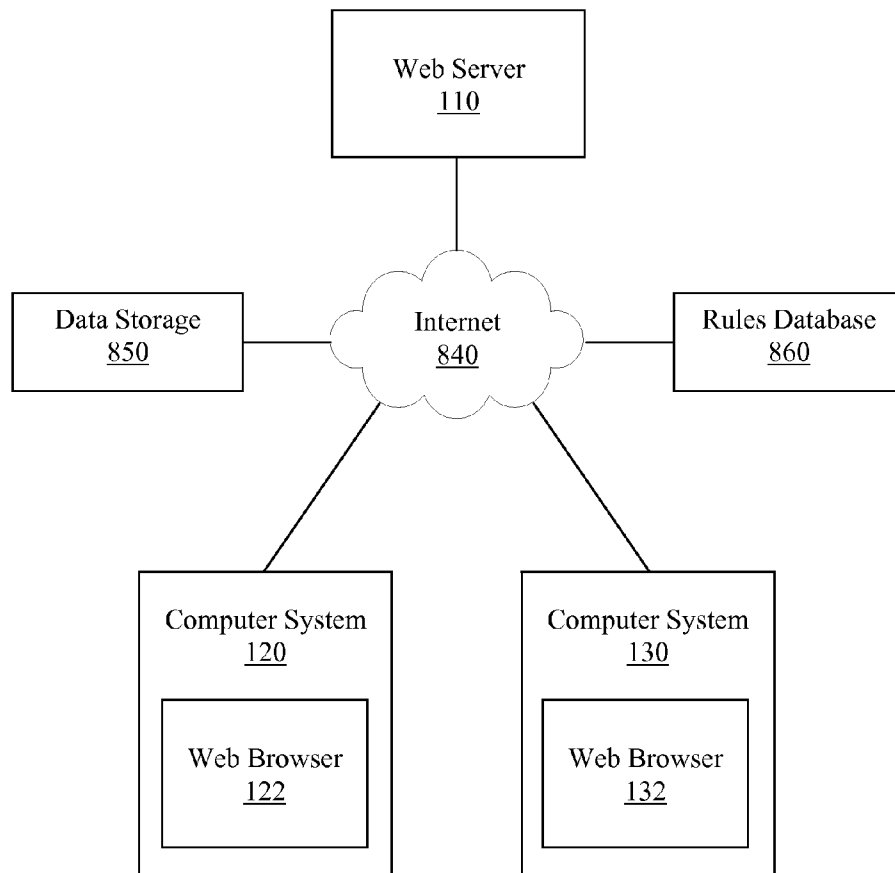 Web Server
110
Data Storage
850
Internet
840
Rules Database
860
Computer System
120
Computer System
130
Web Browser
122
Web Browser
132